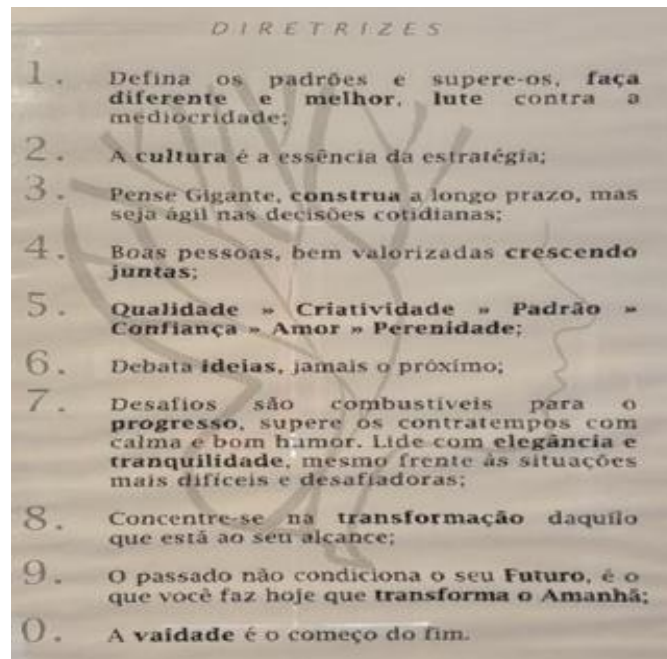 DIRETRIZES
1. Defina os padrões e supere-os, faça
diferente e melhor, lute contra a
mediocridade;
2. A cultura é a essência da estratégia;
3. Pense Gigante, construa a longo prazo, mas
seja ágil nas decisões cotidianas;
4. Boas pessoas, bem valorizadas crescendo
juntas;
5. Qualidade » Criatividade » Padrão »
Confiança » Amor » Perenidade;
6. Debata ideias, jamais o próximo;
7. Desafios são combustíveis para o
progresso, supere os contratempos com
calma e bom humor. Lide com elegância e
tranquilidade, mesmo frente às situações
mais difíceis e desafiadoras;
8. Concentre-se na transformação daquilo
que está ao seu alcance;
9. O passado não condiciona o seu Futuro, é o
que você faz hoje que transforma o Amanhã;
0. A vaidade é o começo do fim.